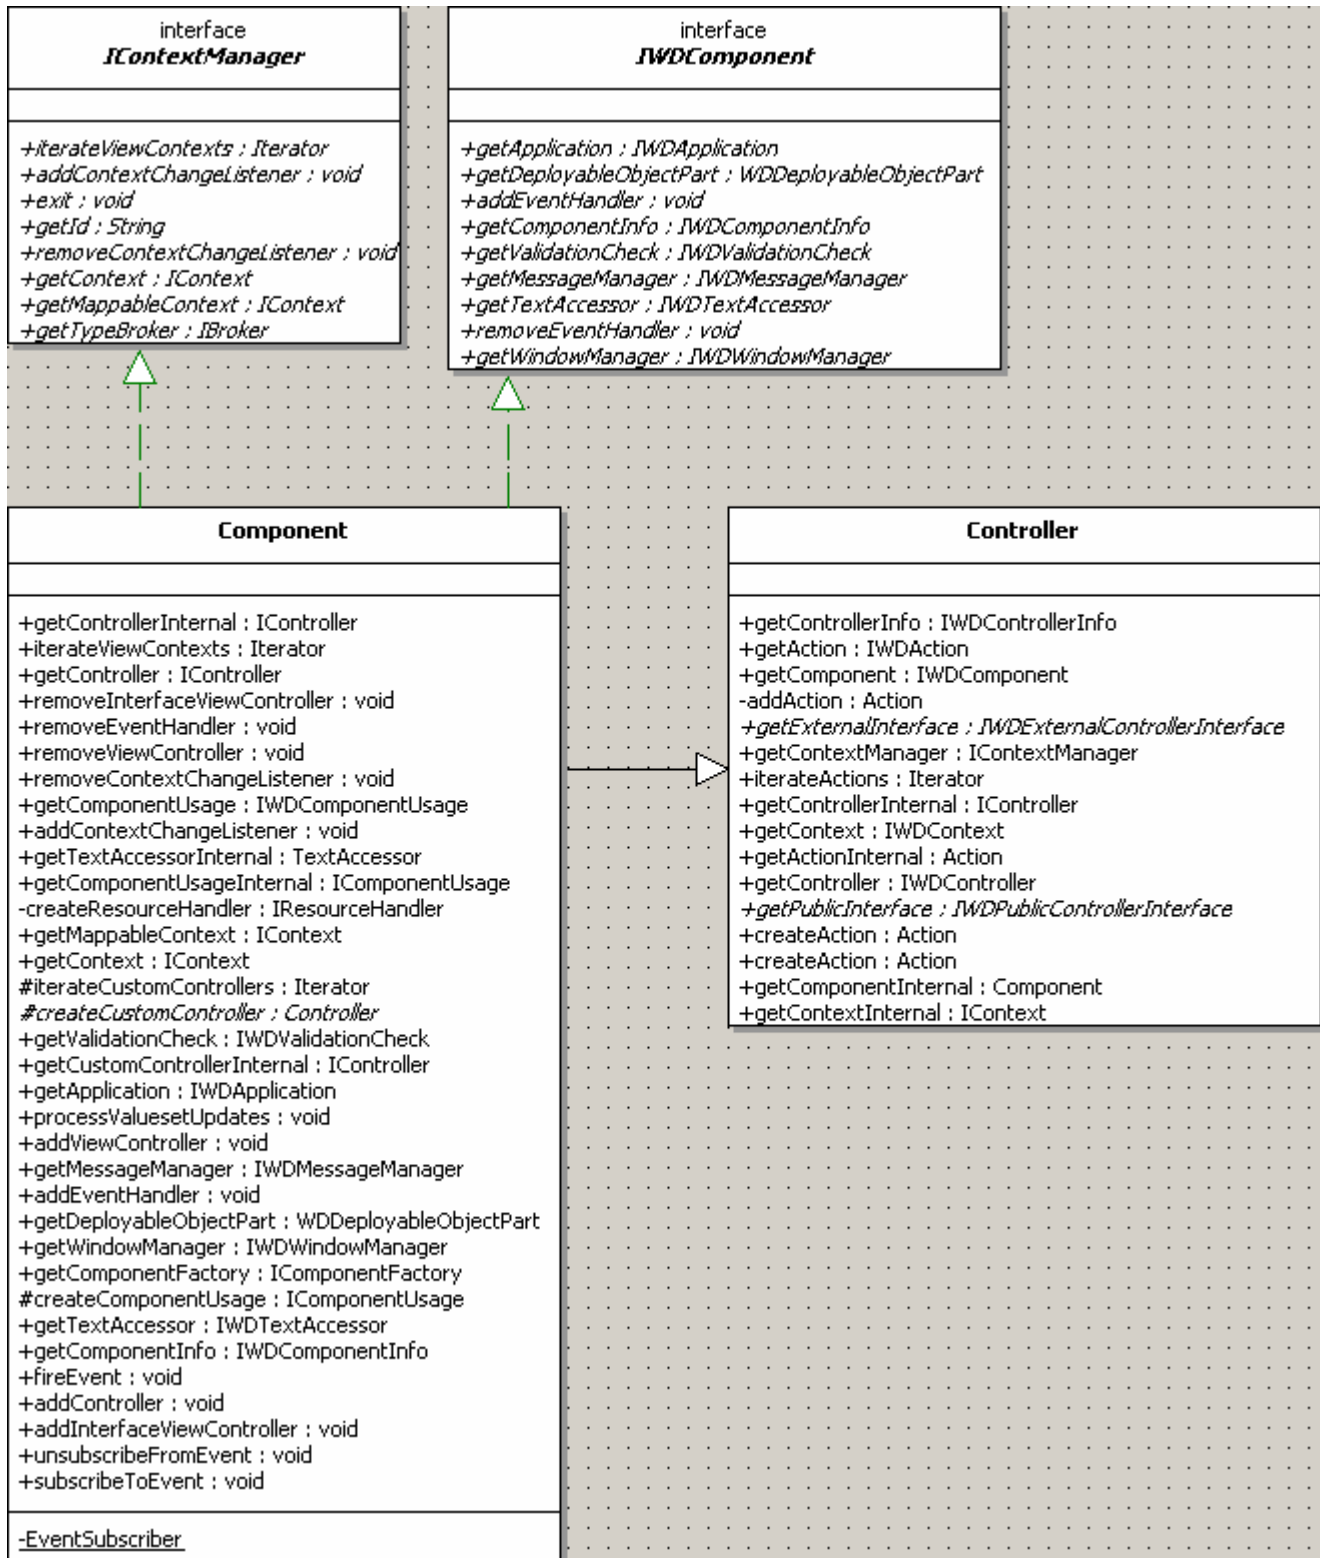 interface
IContextManager
+iterateViewContexts : Iterator
+addContextChangeListener : void
+exit : void
+getId : String
+removeContextChangeListener : void
+getContext : IContext
+getMappableContext : IContext
+getTypeBroker : IBroker
interface
IWDComponent
+getApplication : IWDApplication
+getDeployableObjectPart : WDDeployableObjectPart
+addEventHandler : void
+getComponentInfo : IWDComponentInfo
+getValidationCheck : IWDValidationCheck
+getMessageManager : IWDMessageManager
+getTextAccessor : IWDTextAccessor
+removeEventHandler : void
+getWindowManager : IWDWindowManager
Component
+getControllerInternal : IController
+iterateViewContexts : Iterator
+getController : IController
+removeInterfaceViewController : void
+removeEventHandler : void
+removeViewController : void
+removeContextChangeListener : void
+getComponentUsage : IWDComponentUsage
+addContextChangeListener : void
+getTextAccessorInternal : TextAccessor
+getComponentUsageInternal : IComponentUsage
-createResourceHandler : IResourceHandler
+getMappableContext : IContext
+getContext : IContext
#iterateCustomControllers : Iterator
#createCustomController : Controller
+getValidationCheck : IWDValidationCheck
+getCustomControllerInternal : IController
+getApplication : IWDApplication
+processValuesetUpdates : void
+addViewController : void
+getMessageManager : IWDMessageManager
+addEventHandler : void
+getDeployableObjectPart : WDDeployableObjectPart
+getWindowManager : IWDWindowManager
+getComponentFactory : IComponentFactory
#createComponentUsage : IComponentUsage
+getTextAccessor : IWDTextAccessor
+getComponentInfo : IWDComponentInfo
+fireEvent : void
+addController : void
+addInterfaceViewController : void
+unsubscribeFromEvent : void
+subscribeToEvent : void
-EventSubscriber
Controller
+getControllerInfo : IWDControllerInfo
+getAction : IWDAction
+getComponent : IWDComponent
-addAction : Action
+getExternalInterface : IWDExternalControllerInterface
+getContextManager : IContextManager
+iterateActions : Iterator
+getControllerInternal : IController
+getContext : IWDContext
+getActionInternal : Action
+getController : IWDController
+getPublicInterface : IWDPublicControllerInterface
+createAction : Action
+createAction : Action
+getComponentInternal : Component
+getContextInternal : IContext